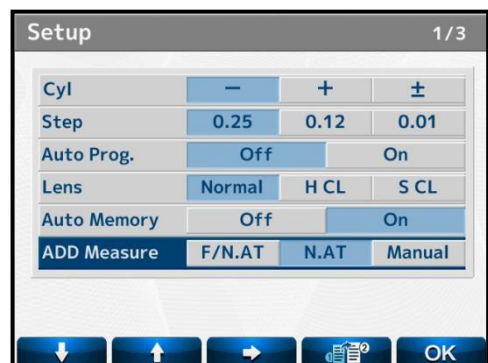 Setup 1/3
Cyl − + ±
Step 0.25 0.12 0.01
Auto Prog. Off On
Lens Normal H CL S CL
Auto Memory Off On
ADD Measure F/N.AT N.AT Manual
2 OK